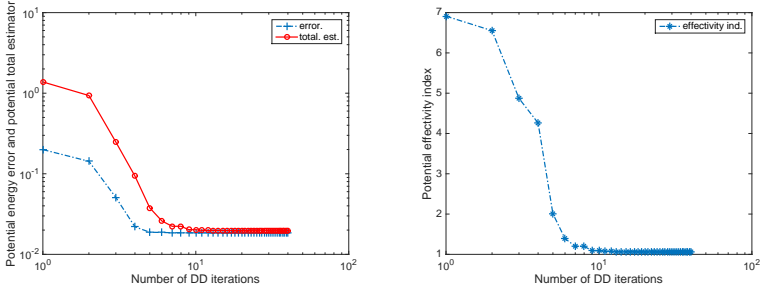 Potential energy error and potential total estimator
10^1
10^0
10^-1
10^-2
error.
total. est.
10^0
10^1
10^2
Number of DD iterations
Potential effectivity index
7
6
5
4
3
2
1
effectivity ind.
10^0
10^1
10^2
Number of DD iterations